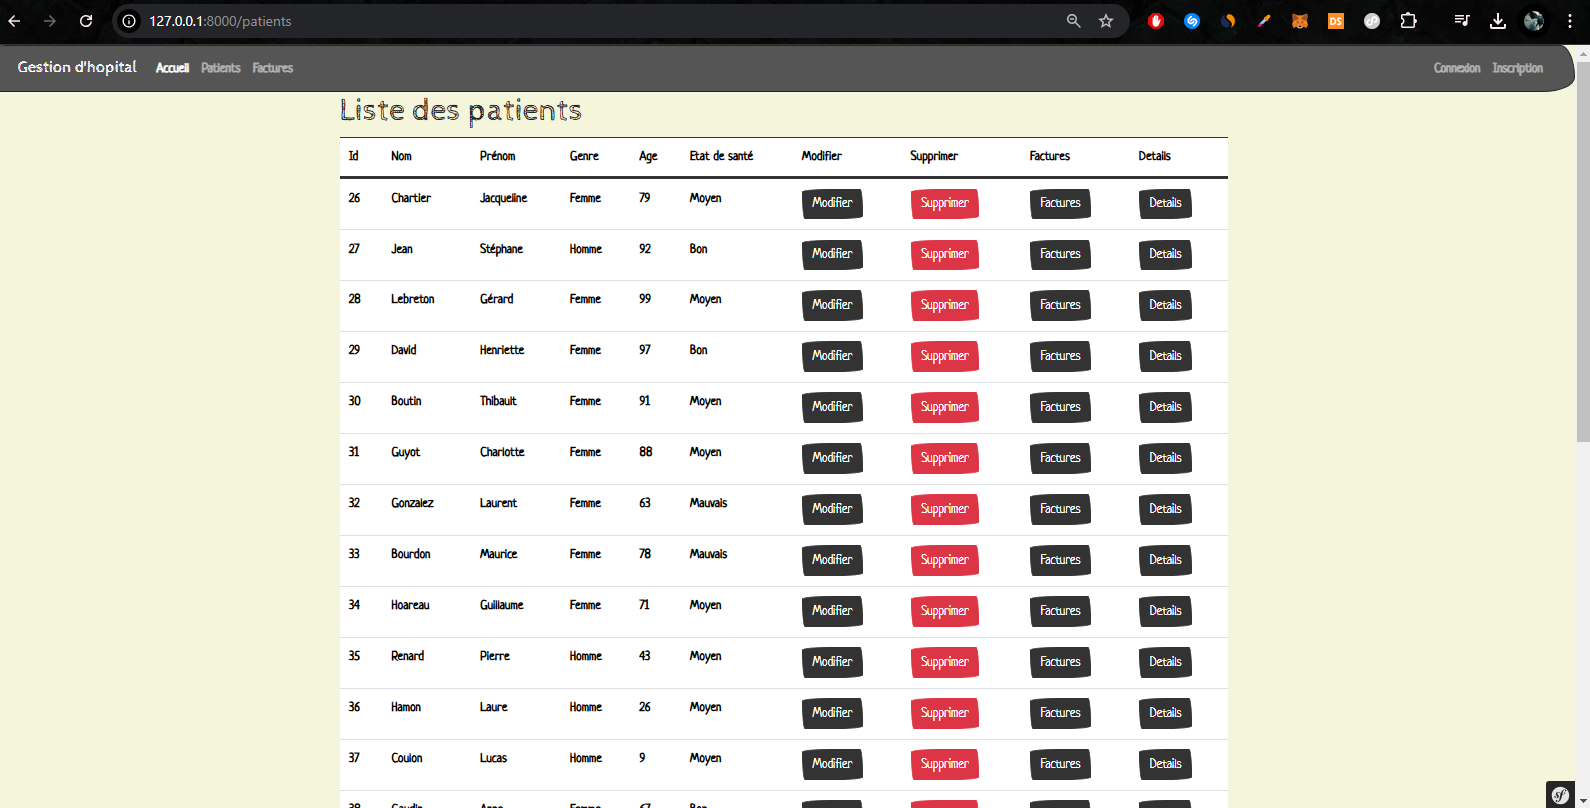 127.0.0.1:8000/patients
Gestion d'hopital Accueil Patients Factures Connexion Inscription
Liste des patients
Id Nom Prénom Genre Age Etat de santé Modifier Supprimer Factures Details
26 Chartier Jacqueline Femme 79 Moyen Modifier Supprimer Factures Details
27 Jean Stéphane Homme 92 Bon Modifier Supprimer Factures Details
28 Lebreton Gérard Femme 99 Moyen Modifier Supprimer Factures Details
29 David Henriette Femme 97 Bon Modifier Supprimer Factures Details
30 Boutin Thibault Femme 91 Moyen Modifier Supprimer Factures Details
31 Guyot Charlotte Femme 88 Moyen Modifier Supprimer Factures Details
32 Gonzalez Laurent Femme 63 Mauvais Modifier Supprimer Factures Details
33 Bourdon Maurice Femme 78 Mauvais Modifier Supprimer Factures Details
34 Hoareau Guillaume Femme 71 Moyen Modifier Supprimer Factures Details
35 Renard Pierre Homme 43 Moyen Modifier Supprimer Factures Details
36 Hamon Laure Homme 26 Moyen Modifier Supprimer Factures Details
37 Coulon Lucas Homme 9 Moyen Modifier Supprimer Factures Details
38 Femme 67 Bon